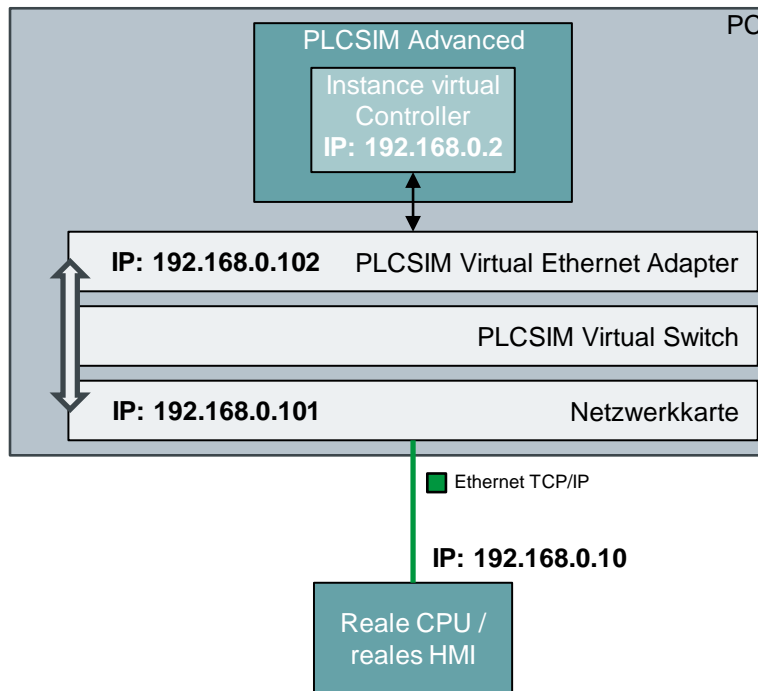 PC
PLCSIM Advanced
Instance virtual
Controller
IP: 192.168.0.2
IP: 192.168.0.102 PLCSIM Virtual Ethernet Adapter
PLCSIM Virtual Switch
IP: 192.168.0.101 Netzwerkkarte
Ethernet TCP/IP
IP: 192.168.0.10
Reale CPU /
reales HMI